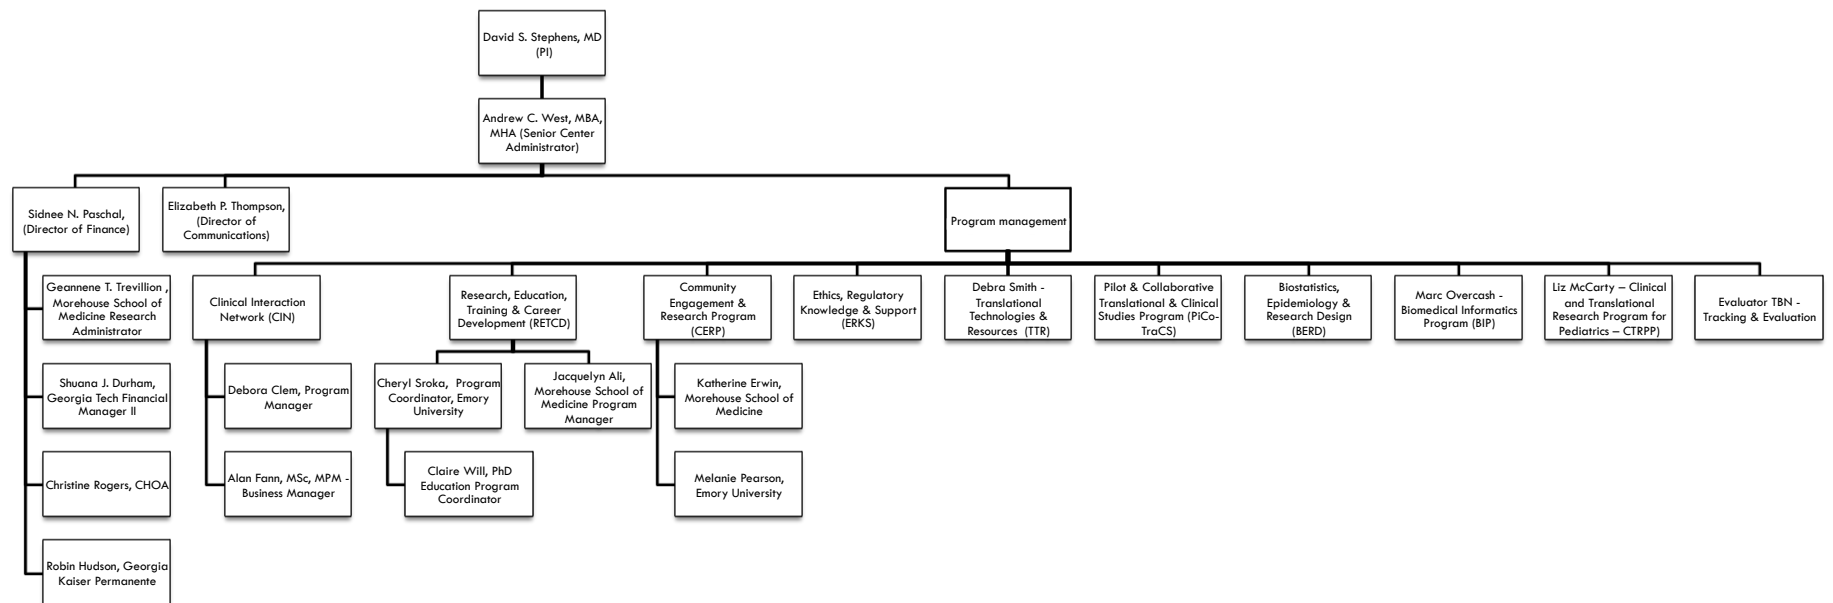 David S. Stephens, MD
(PI)
Andrew C. West, MBA,
MHA (Senior Center
Administrator)
Sidnee N. Paschal,
(Director of Finance)
Elizabeth P. Thompson,
(Director of
Communications)
Program management
Geannene T. Trevillion ,
Morehouse School of
Medicine Research
Administrator
Clinical Interaction
Network (CIN)
Research, Education,
Training & Career
Development (RETCD)
Community
Engagement &
Research Program
(CERP)
Ethics, Regulatory
Knowledge & Support
(ERKS)
Debra Smith -
Translational
Technologies &
Resources (TTR)
Pilot & Collaborative
Translational & Clinical
Studies Program (PiCo-
TraCS)
Biostatistics,
Epidemiology &
Research Design
(BERD)
Marc Overcash -
Biomedical Informatics
Program (BIP)
Liz McCarty – Clinical
and Translational
Research Program for
Pediatrics – CTRPP)
Evaluator TBN -
Tracking & Evaluation
Shuana J. Durham,
Georgia Tech Financial
Manager II
Debora Clem, Program
Manager
Cheryl Sroka, Program
Coordinator, Emory
University
Jacquelyn Ali,
Morehouse School of
Medicine Program
Manager
Katherine Erwin,
Morehouse School of
Medicine
Christine Rogers, CHOA
Alan Fann, MSc, MPM -
Business Manager
Claire Will, PhD
Education Program
Coordinator
Melanie Pearson,
Emory University
Robin Hudson, Georgia
Kaiser Permanente